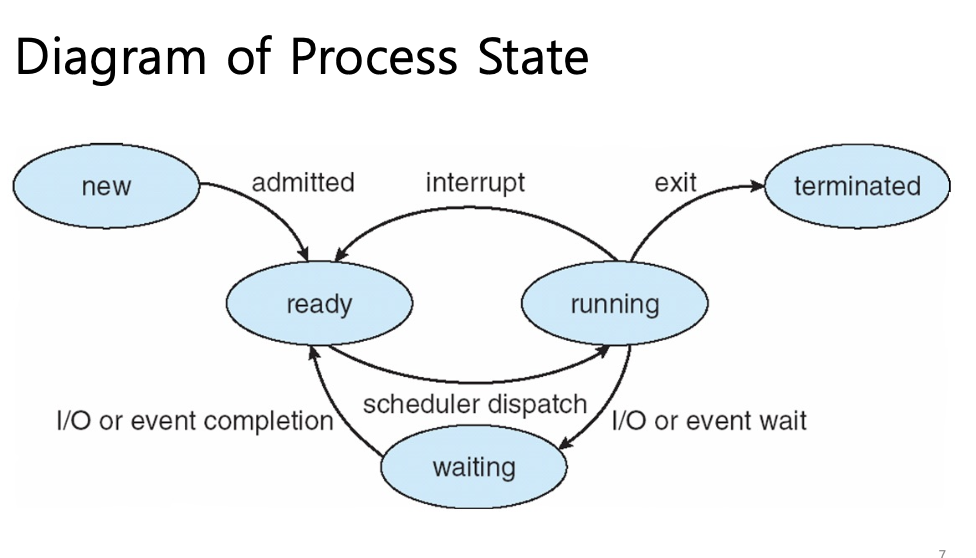 Diagram of Process State
new
admitted
interrupt
exit
terminated
ready
running
scheduler dispatch
I/O or event completion
I/O or event wait
waiting
7